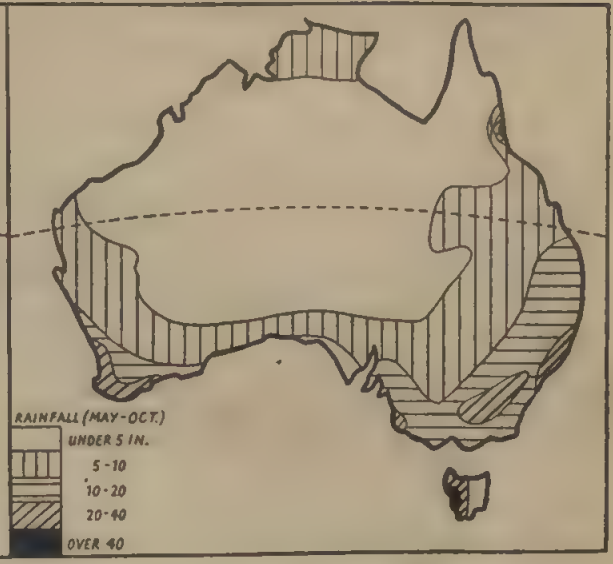 RAINFALL (MAY-OCT.)
UNDER 5 IN.
5-10
10-20
20-40
OVER 40